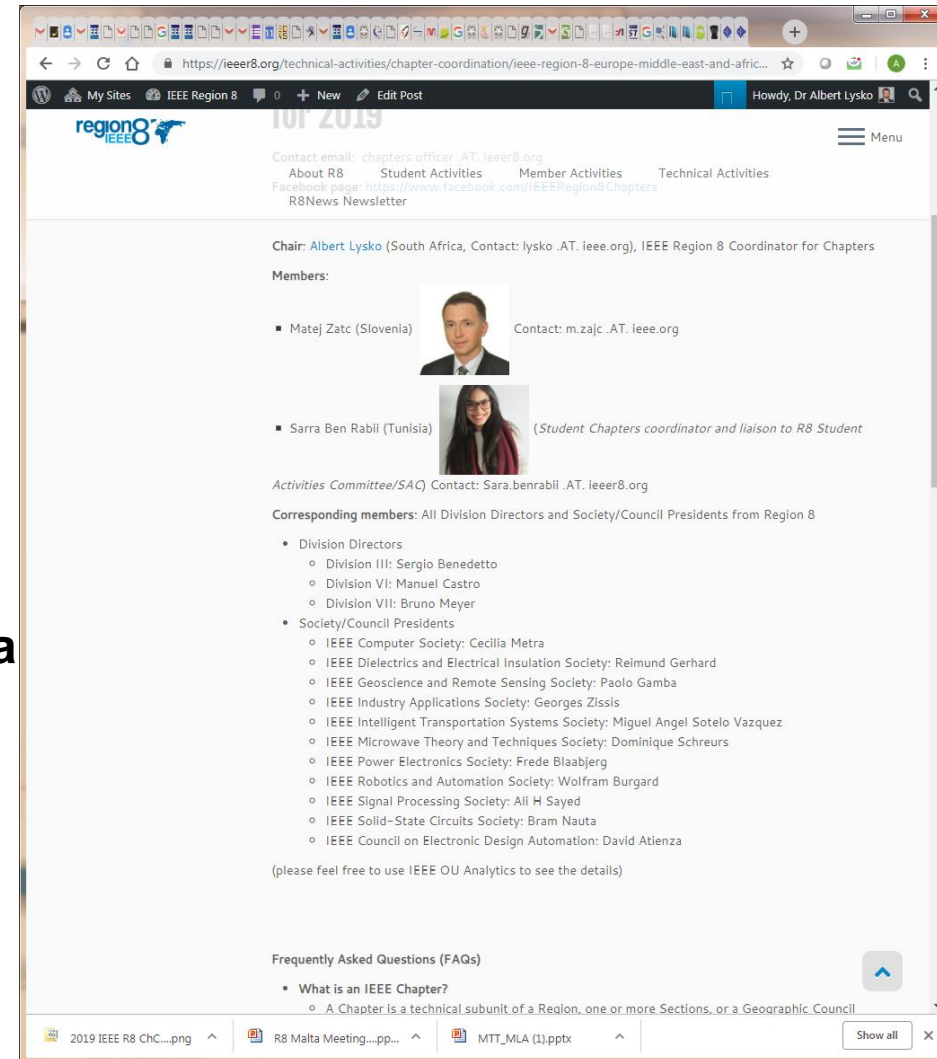 https://ieeer8.org/technical-activities/chapter-coordination/ieee-region-8-europe-middle-east-and-afric...
My Sites IEEE Region 8 0 + New Edit Post Howdy, Dr Albert Lysko
region8
IEEE
for 2019
Menu
Contact email: chapters.officer .AT. ieeer8.org
About R8 Student Activities Member Activities Technical Activities
Facebook page: https://www.facebook.com/IEEERegion8Chapters
R8News Newsletter
Chair: Albert Lysko (South Africa, Contact: lysko .AT. ieee.org), IEEE Region 8 Coordinator for Chapters
Members:
▪ Matej Zatc (Slovenia) Contact: m.zajc .AT. ieee.org
▪ Sarra Ben Rabii (Tunisia) (Student Chapters coordinator and liaison to R8 Student
Activities Committee/SAC) Contact: Sara.benrabii .AT. ieeer8.org
Corresponding members: All Division Directors and Society/Council Presidents from Region 8
• Division Directors
◦ Division III: Sergio Benedetto
◦ Division VI: Manuel Castro
◦ Division VII: Bruno Meyer
• Society/Council Presidents
a
◦ IEEE Computer Society: Cecilia Metra
◦ IEEE Dielectrics and Electrical Insulation Society: Reimund Gerhard
◦ IEEE Geoscience and Remote Sensing Society: Paolo Gamba
◦ IEEE Industry Applications Society: Georges Zissis
◦ IEEE Intelligent Transportation Systems Society: Miguel Angel Sotelo Vazquez
◦ IEEE Microwave Theory and Techniques Society: Dominique Schreurs
◦ IEEE Power Electronics Society: Frede Blaabjerg
◦ IEEE Robotics and Automation Society: Wolfram Burgard
◦ IEEE Signal Processing Society: Ali H Sayed
◦ IEEE Solid-State Circuits Society: Bram Nauta
◦ IEEE Council on Electronic Design Automation: David Atienza
(please feel free to use IEEE OU Analytics to see the details)
Frequently Asked Questions (FAQs)
• What is an IEEE Chapter?
◦ A Chapter is a technical subunit of a Region, one or more Sections, or a Geographic Council
2019 IEEE R8 ChC....png R8 Malta Meeting....pp... MTT_MLA (1).pptx Show all